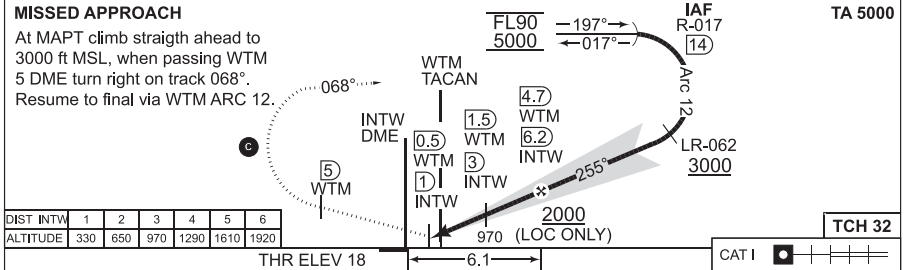 MISSED APPROACH
At MAPT climb straigth ahead to
3000 ft MSL, when passing WTM
5 DME turn right on track 068°.
Resume to final via WTM ARC 12.
FL90
5000
197°
017°
IAF
R-017
14
TA 5000
Arc 12
LR-062
3000
068°
C
5
WTM
WTM
TACAN
INTW
DME
0.5
WTM
1
INTW
1.5
WTM
3
INTW
4.7
WTM
6.2
INTW
255°
2000
(LOC ONLY)
970
DIST INTW 1 2 3 4 5 6
ALTITUDE 330 650 970 1290 1610 1920
THR ELEV 18
6.1
TCH 32
CAT I